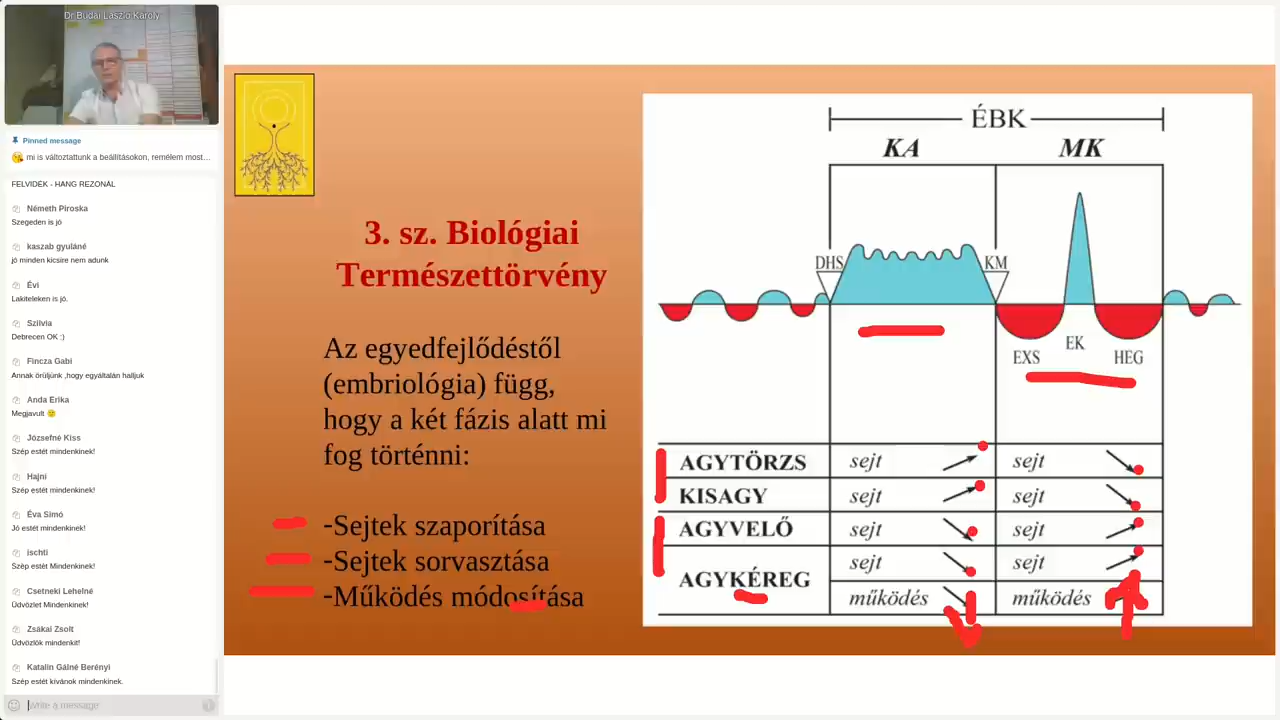 Dr Budai László Károly
Pinned message
mi is változtattunk a beállításokon, remélem most...
FELVIDÉK - HANG REZONÁL
Németh Piroska
Szegeden is jó
kaszab gyuláné
jó minden kicsire nem adunk
Évi
Lakiteleken is jó.
Szilvia
Debrecen OK :)
Fincza Gabi
Annak örüljünk ,hogy egyáltalán halljuk
Anda Erika
Megjavult
Józsefné Kiss
Szép estét mindenkinek!
Hajni
Szép estét mindenkinek!
Éva Simó
Jó estét mindenkinek!
ischti
Szèp estét Mindenkinek!
Csetneki Lehelné
Üdvözlet Mindenkinek!
Zsákai Zsolt
Üdvözlök mindenkit!
Katalin Gálné Berényi
Szép estét kívánok mindenkinek.
Write a message
3. sz. Biológiai
Természettörvény
Az egyedfejlődéstől
(embriológia) függ,
hogy a két fázis alatt mi
fog történni:
-Sejtek szaporítása
-Sejtek sorvasztása
-Működés módosítása
ÉBK
KA MK
DHS KM
EXS EK HEG
AGYTÖRZS sejt sejt
KISAGY sejt sejt
AGYVELŐ sejt sejt
AGYKÉREG sejt sejt
működés működés